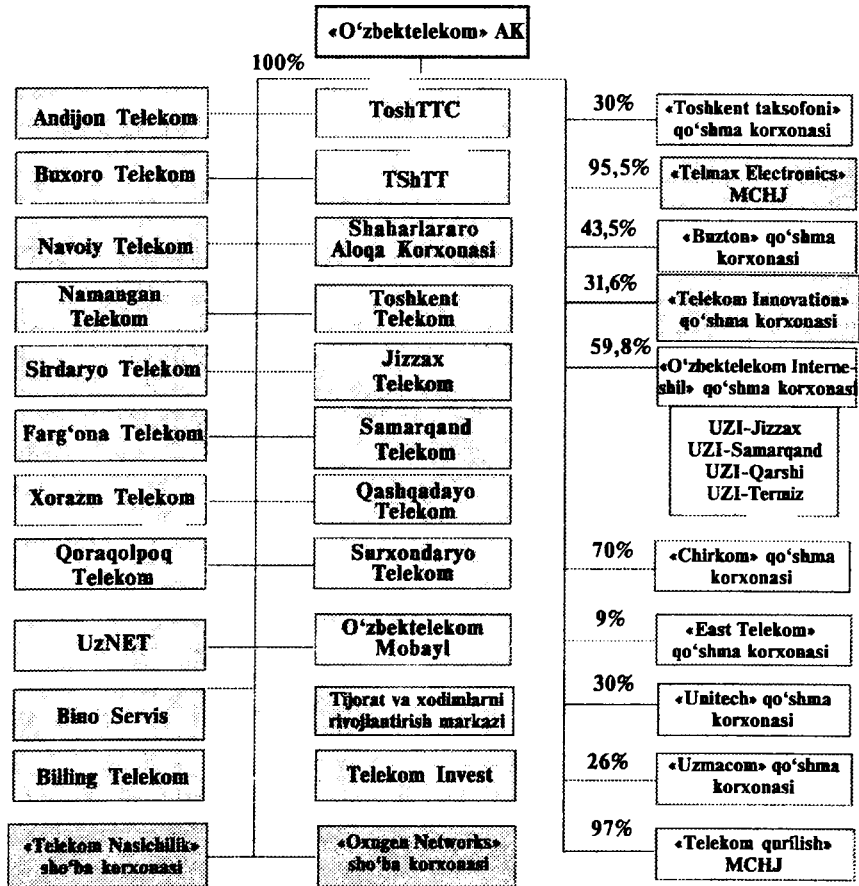 «O‘zbektelekom» AK
100%
Andijon Telekom
Buxoro Telekom
Navoiy Telekom
Namangan
Telekom
Sirdaryo Telekom
Farg‘ona Telekom
Xorazm Telekom
Qoraqolpoq
Telekom
UzNET
Bino Servis
Billing Telekom
«Telekom Nasichilik»
sho‘ba korxonasi
ToshTTC
TShTT
Shaharlararo
Aloqa Korxonasi
Toshkent
Telekom
Jizzax
Telekom
Samarqand
Telekom
Qashqadayo
Telekom
Surxondaryo
Telekom
O‘zbektelekom
Mobayl
Tijorat va xodimlarni
rivojlantirish markazi
Telekom Invest
«Oxugen Networks»
sho‘ba korxonasi
30%
«Toshkent taksofoni»
qo‘shma korxonasi
95,5%
«Telmax Electronics»
MCHJ
43,5%
«Buzton» qo‘shma
korxonasi
31,6%
«Telekom Innovation»
qo‘shma korxonasi
59,8%
«O‘zbektelekom Interne-
shil» qo‘shma korxonasi
UZI-Jizzax
UZI-Samarqand
UZI-Qarshi
UZI-Termiz
70%
«Chirkom» qo‘shma
korxonasi
9%
«East Telekom»
qo‘shma korxonasi
30%
«Unitech» qo‘shma
korxonasi
26%
«Uzmacom» qo‘shma
korxonasi
97%
«Telekom qurilish»
MCHJ